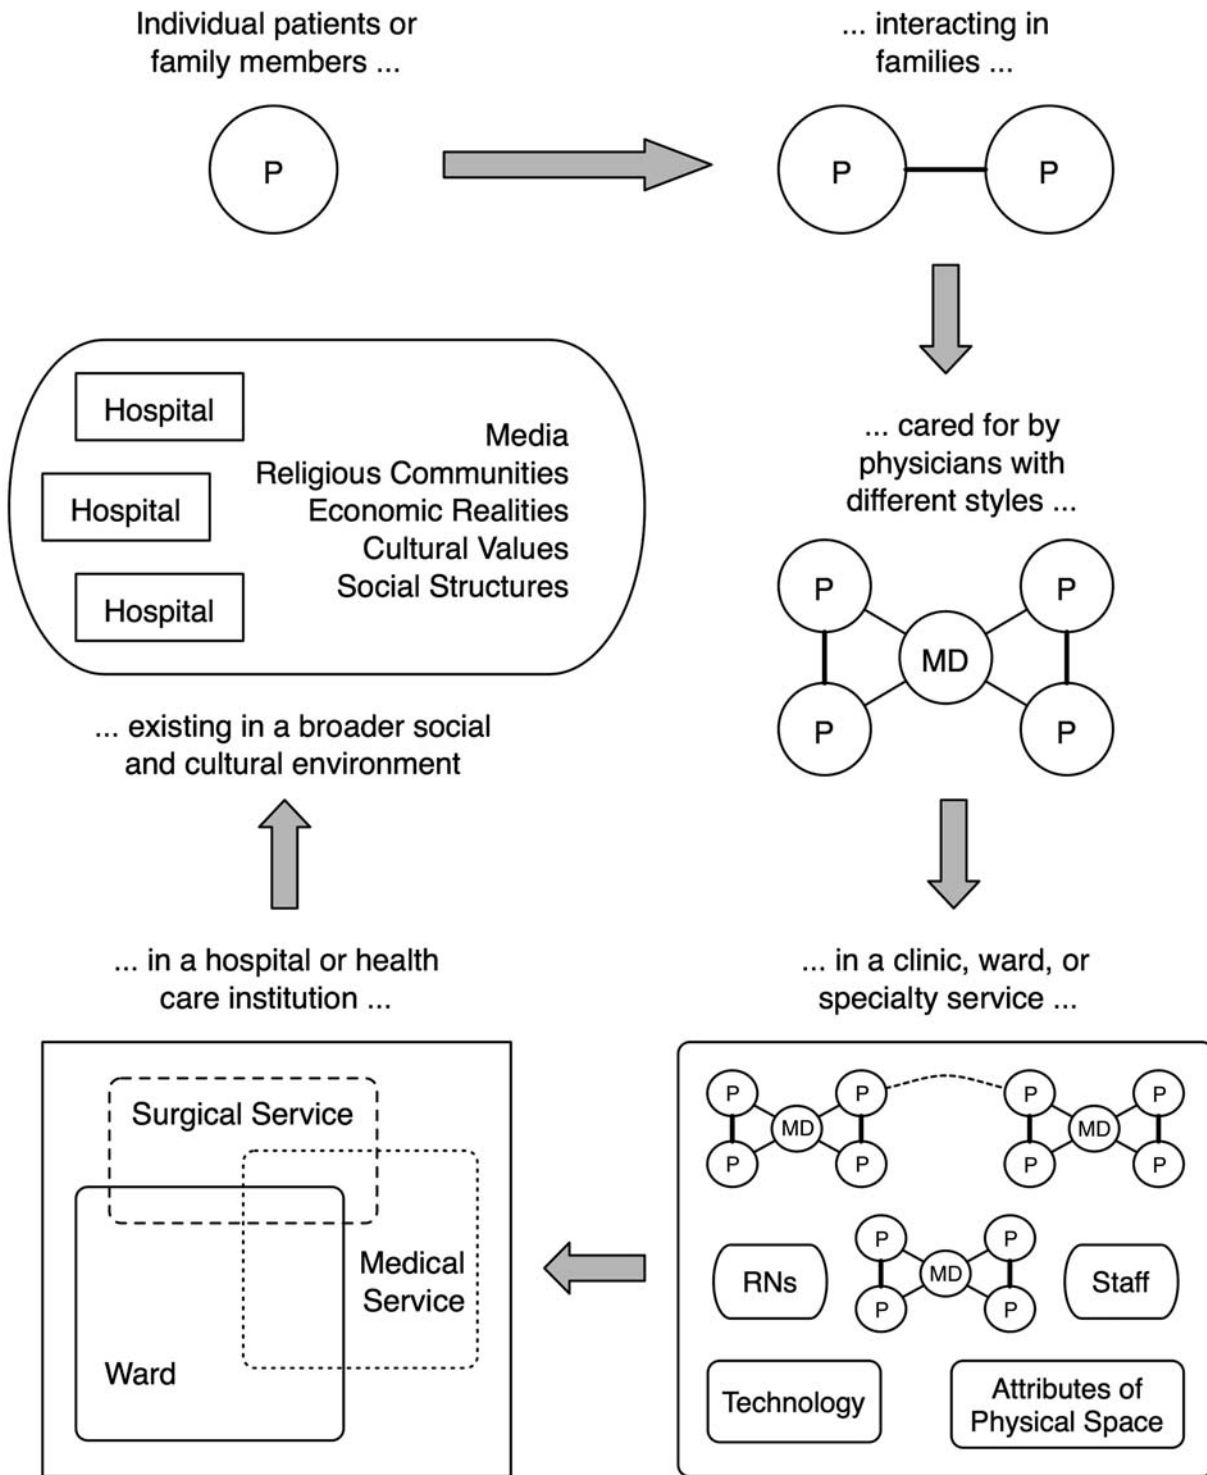 Individual patients or
family members ...
P
... interacting in
families ...
P
P
... cared for by
physicians with
different styles ...
P
P
MD
P
P
... in a clinic, ward, or
specialty service ...
P
P
P
P
MD
MD
P
P
P
P
P
P
RNs
MD
Staff
P
P
Technology
Attributes of
Physical Space
... in a hospital or health
care institution ...
Surgical Service
Medical
Service
Ward
Hospital
Hospital
Hospital
Media
Religious Communities
Economic Realities
Cultural Values
Social Structures
... existing in a broader social
and cultural environment